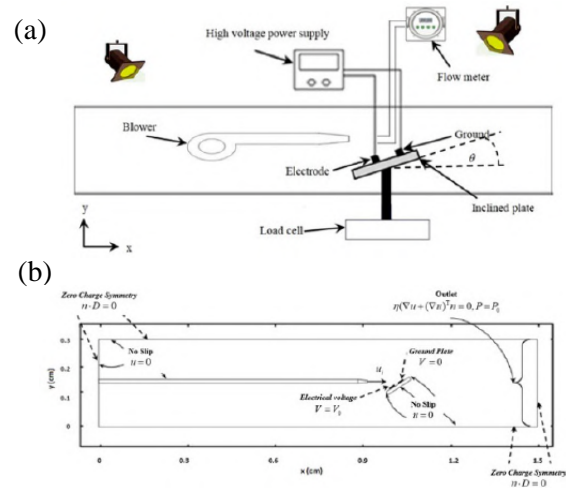 (a)
High voltage power supply
Flow meter
Blower
Ground
Electrode
θ
Inclined plate
Load cell
y
x
(b)
Zero Charge Symmetry
n·D = 0
Outlet
η(∇u + (∇u)ᵀ)n = 0, P = P₀
0.3
0.2
0.1
0
y (cm)
No Slip
u = 0
Ground Plate
V = 0
Electrical voltage
V = V₀
No Slip
u = 0
0
0.3
0.6
0.9
1.2
1.5
x (cm)
Zero Charge Symmetry
n·D = 0